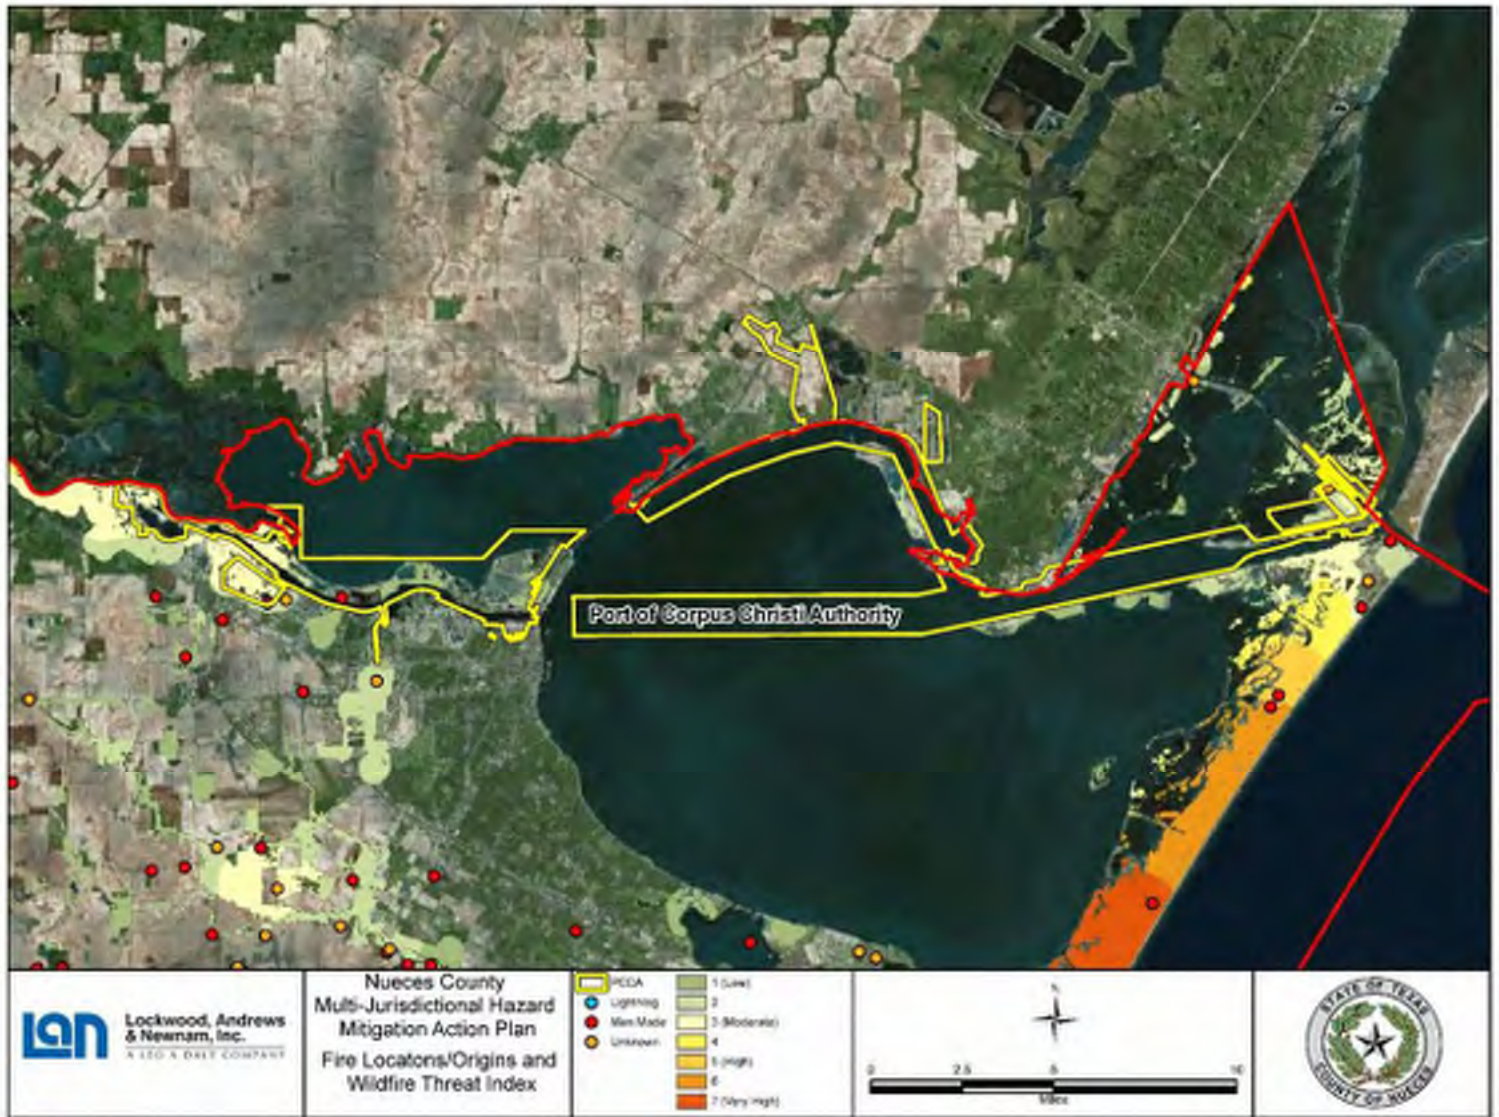 Port of Corpus Christi Authority
LAN
Lockwood, Andrews
& Newnam, Inc.
A LEO A DALY COMPANY
Nueces County
Multi-Jurisdictional Hazard
Mitigation Action Plan
Fire Locatons/Origins and
Wildfire Threat Index
PCCA
Lightning
Man Made
Unknown
1 (Low)
2
3 (Moderate)
4
5 (High)
6
7 (Very High)
N
0 2.5 5 10
Miles
STATE OF TEXAS
COUNTY OF NUECES